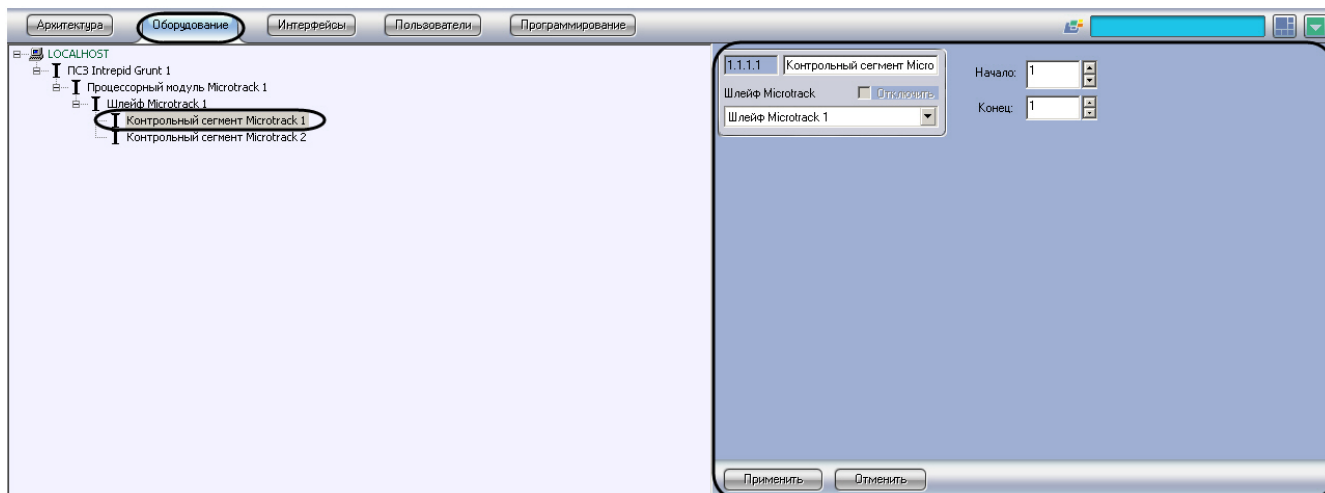 Архитектура Оборудование Интерфейсы Пользователи Программирование
LOCALHOST
ПСЗ Intrepid Grunt 1
Процессорный модуль Microtrack 1
Шлейф Microtrack 1
Контрольный сегмент Microtrack 1
Контрольный сегмент Microtrack 2
1.1.1.1 Контрольный сегмент Micro
Начало: 1
Шлейф Microtrack Отключить
Конец: 1
Шлейф Microtrack 1
Применить Отменить